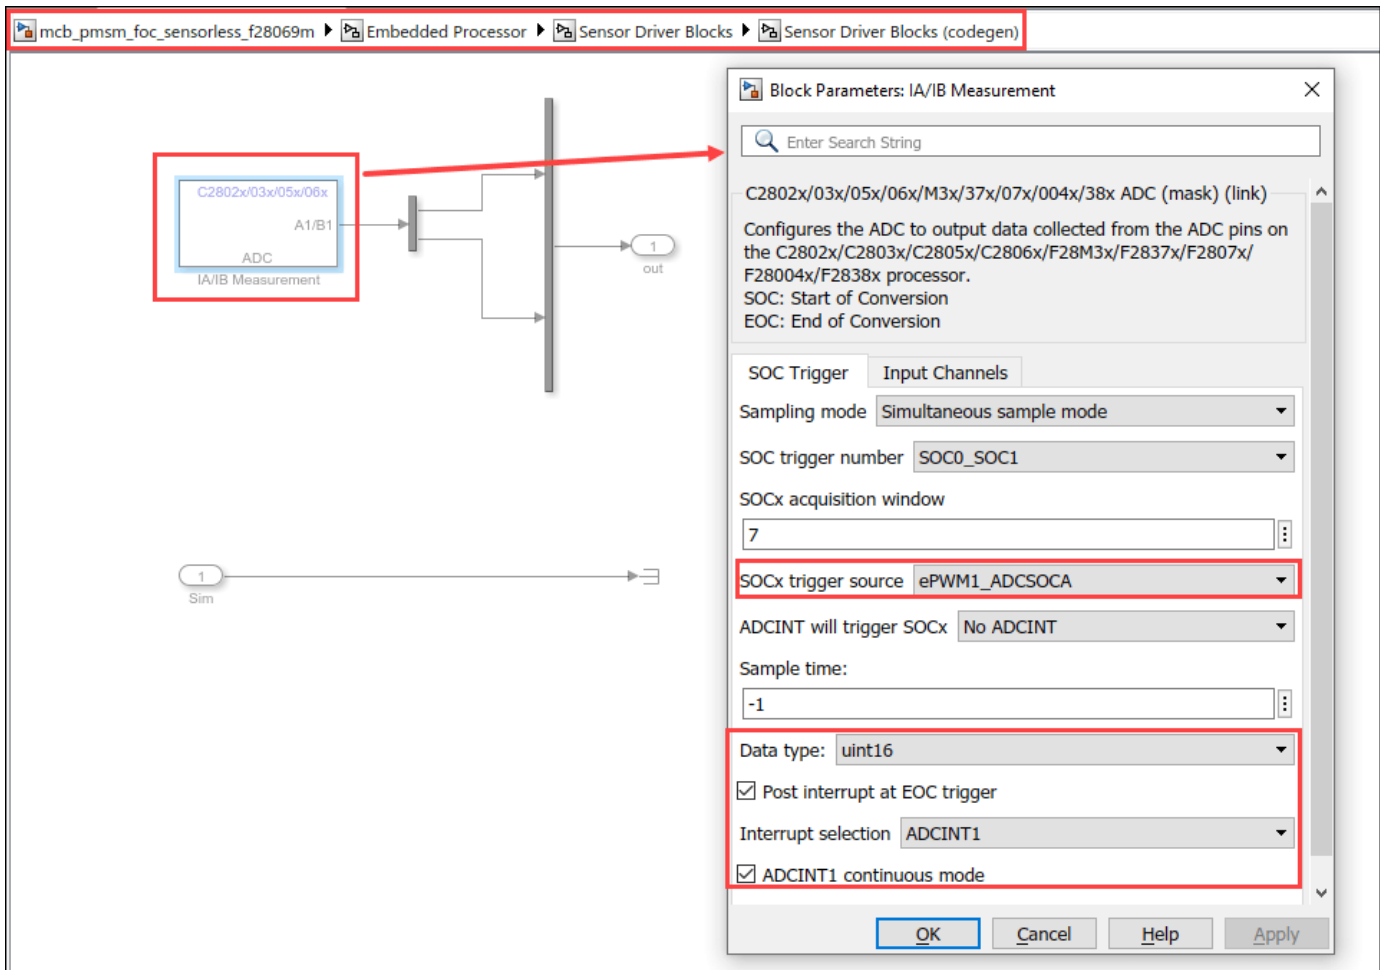 mcb_pmsm_foc_sensorless_f28069m Embedded Processor Sensor Driver Blocks Sensor Driver Blocks (codegen)
C2802x/03x/05x/06x
A1/B1
ADC
IA/IB Measurement
1
out
1
Sim
Block Parameters: IA/IB Measurement
Enter Search String
C2802x/03x/05x/06x/M3x/37x/07x/004x/38x ADC (mask) (link)
Configures the ADC to output data collected from the ADC pins on
the C2802x/C2803x/C2805x/C2806x/F28M3x/F2837x/F2807x/
F28004x/F2838x processor.
SOC: Start of Conversion
EOC: End of Conversion
SOC Trigger Input Channels
Sampling mode Simultaneous sample mode
SOC trigger number SOC0_SOC1
SOCx acquisition window
7
SOCx trigger source ePWM1_ADCSOCA
ADCINT will trigger SOCx No ADCINT
Sample time:
-1
Data type: uint16
Post interrupt at EOC trigger
Interrupt selection ADCINT1
ADCINT1 continuous mode
OK Cancel Help Apply